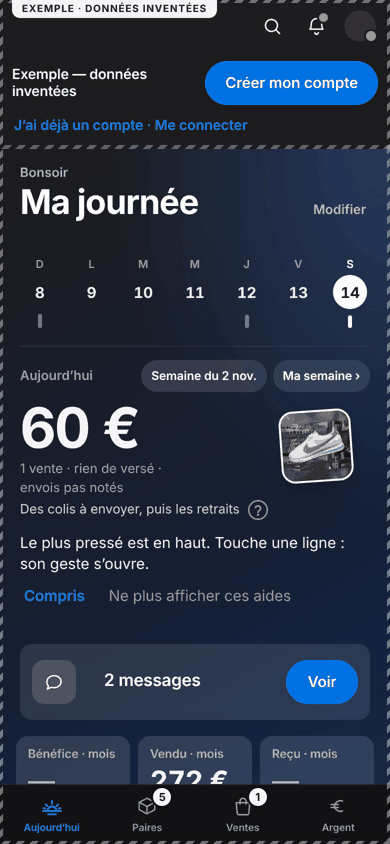 EXEMPLE · DONNÉES INVENTÉES
Exemple — données
inventées
Créer mon compte
J'ai déjà un compte · Me connecter
Bonsoir
Ma journée
Modifier
D L M M J V S
8 9 10 11 12 13 14
Aujourd'hui
Semaine du 2 nov.
Ma semaine ›
60 €
1 vente · rien de versé ·
envois pas notés
Des colis à envoyer, puis les retraits ?
Le plus pressé est en haut. Touche une ligne :
son geste s'ouvre.
Compris
Ne plus afficher ces aides
2 messages
Voir
Bénéfice · mois
Vendu · mois
Reçu · mois
—
272 €
—
5
1
Aujourd'hui
Paires
Ventes
Argent